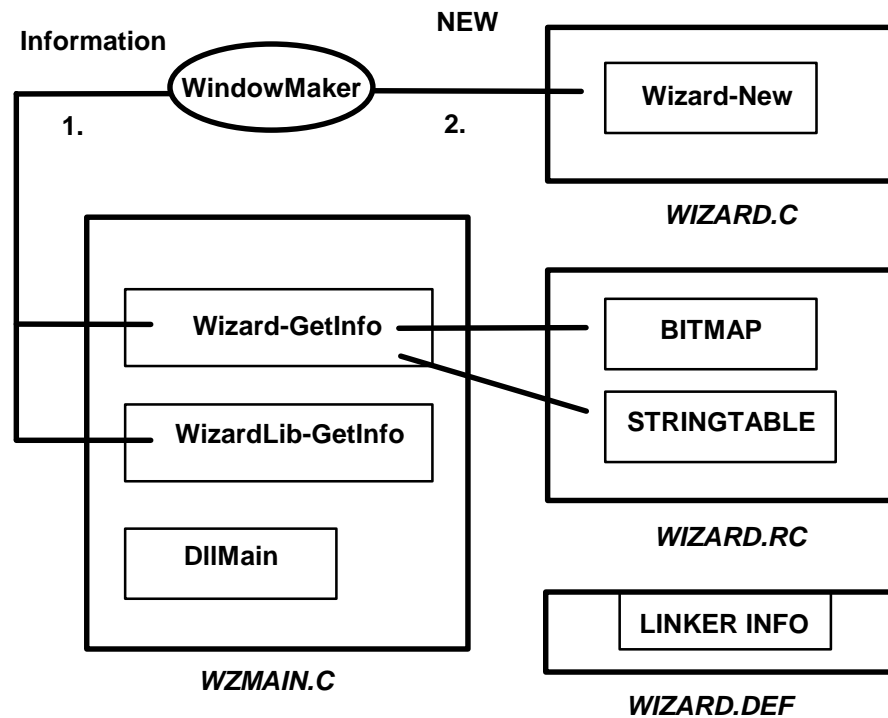 NEW
Information
WindowMaker
Wizard-New
1.
2.
WIZARD.C
Wizard-GetInfo
BITMAP
WizardLib-GetInfo
STRINGTABLE
DllMain
WIZARD.RC
LINKER INFO
WZMAIN.C
WIZARD.DEF